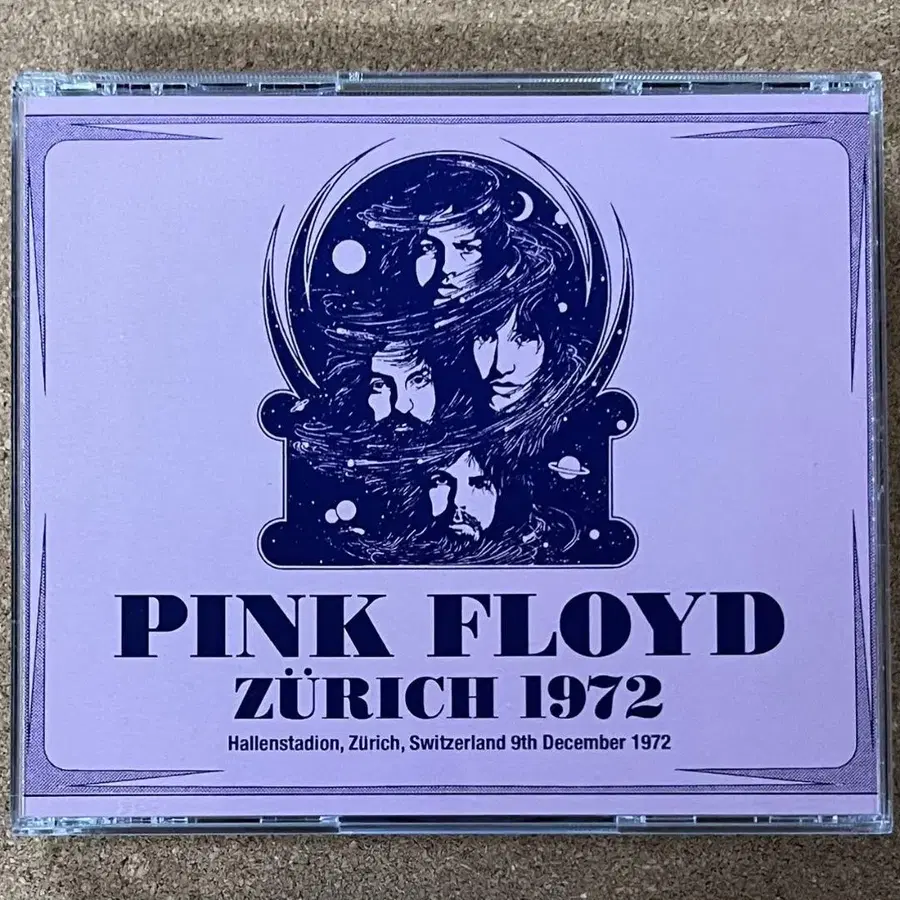 PINK FLOYD
ZÜRICH 1972
Hallenstadion, Zürich, Switzerland 9th December 1972